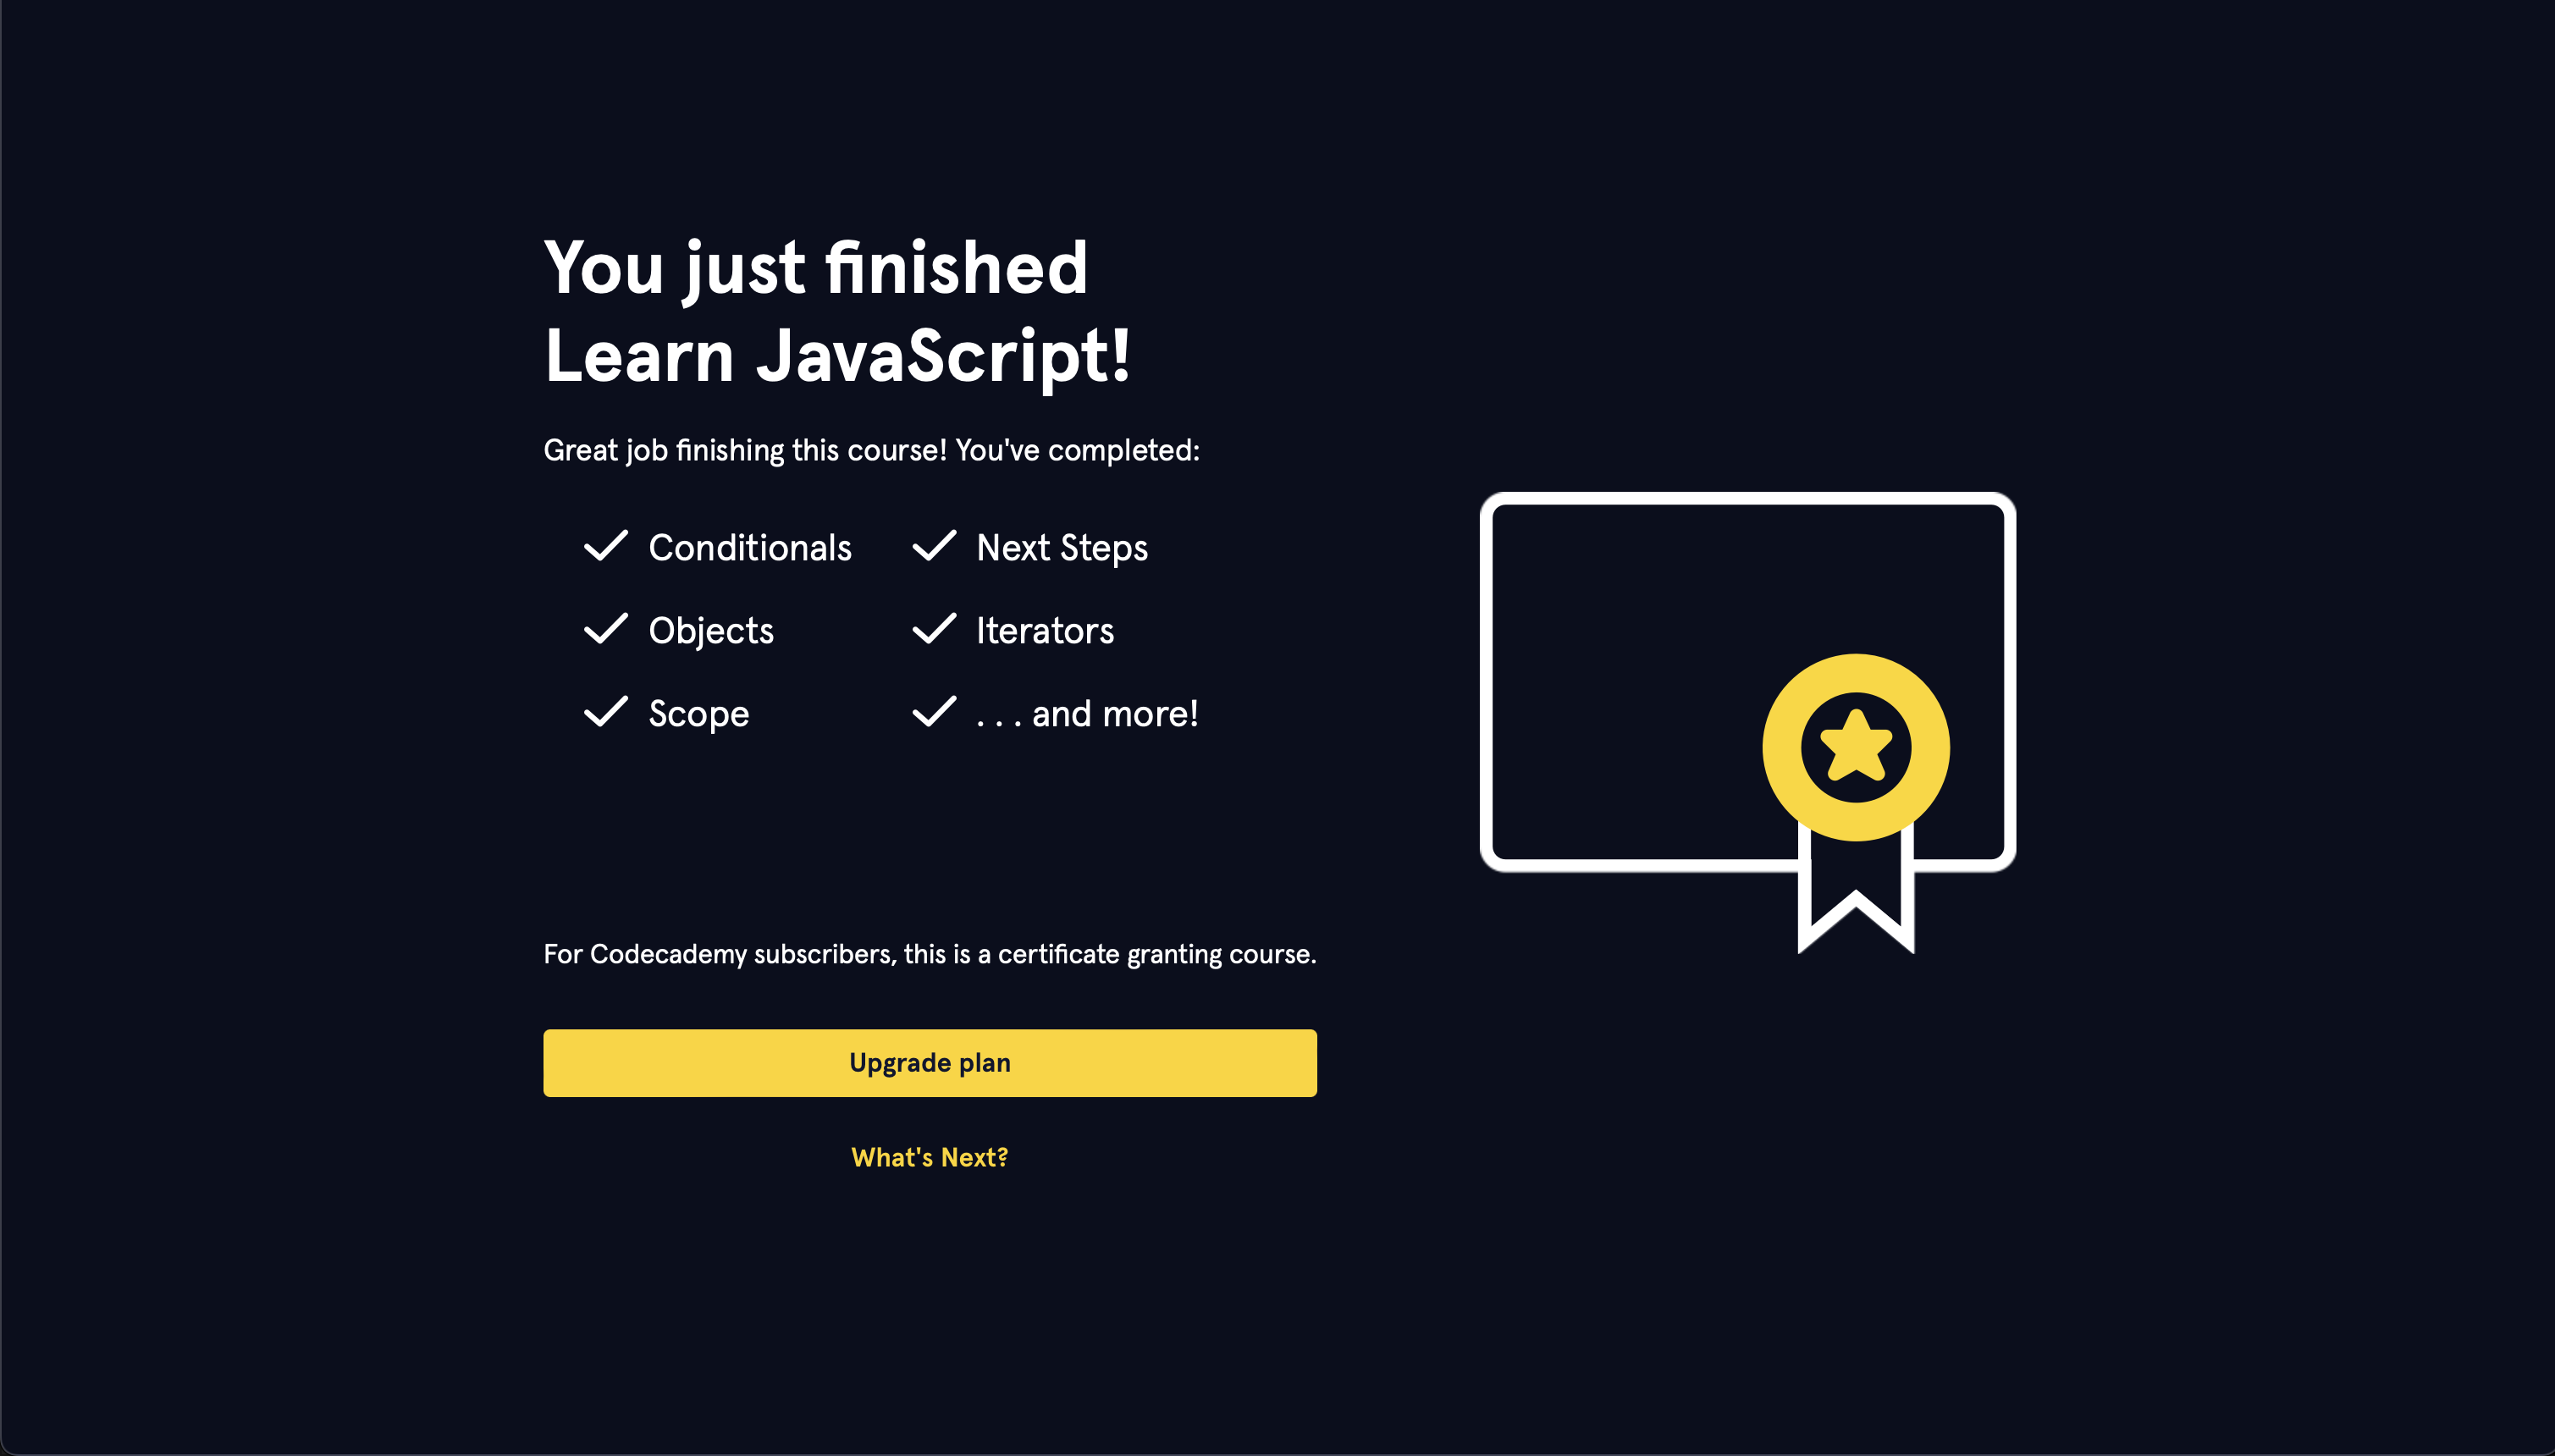 You just finished
Learn JavaScript!
Great job finishing this course! You've completed:
Conditionals
Next Steps
Objects
Iterators
Scope
. . . and more!
For Codecademy subscribers, this is a certificate granting course.
Upgrade plan
What's Next?